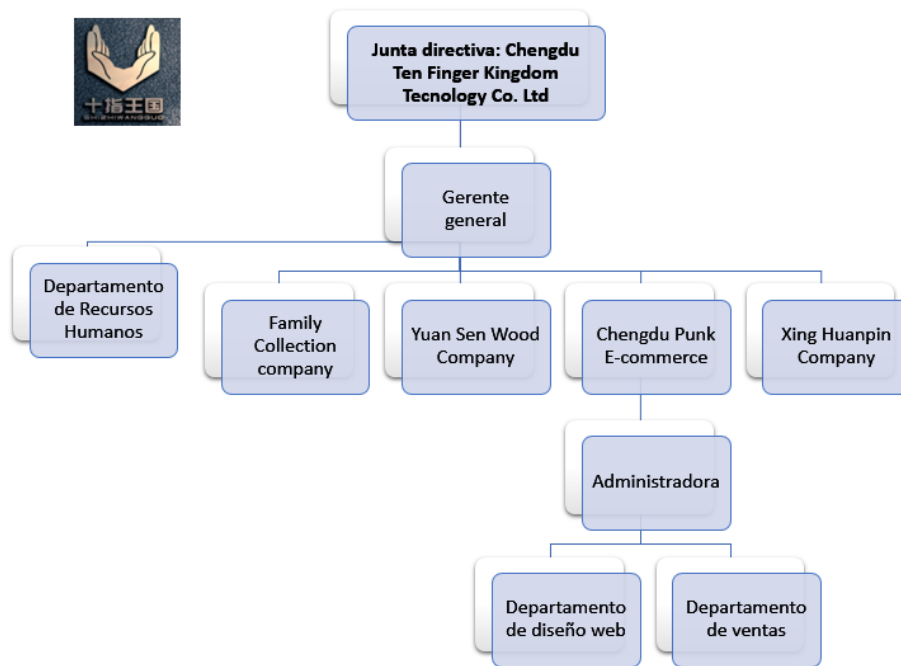 十指王国
SHIZHIWANGGUO
Junta directiva: Chengdu
Ten Finger Kingdom
Tecnology Co. Ltd
Gerente
general
Departamento
de Recursos
Humanos
Family
Collection
company
Yuan Sen Wood
Company
Chengdu Punk
E-commerce
Xing Huanpin
Company
Administradora
Departamento
de diseño web
Departamento
de ventas